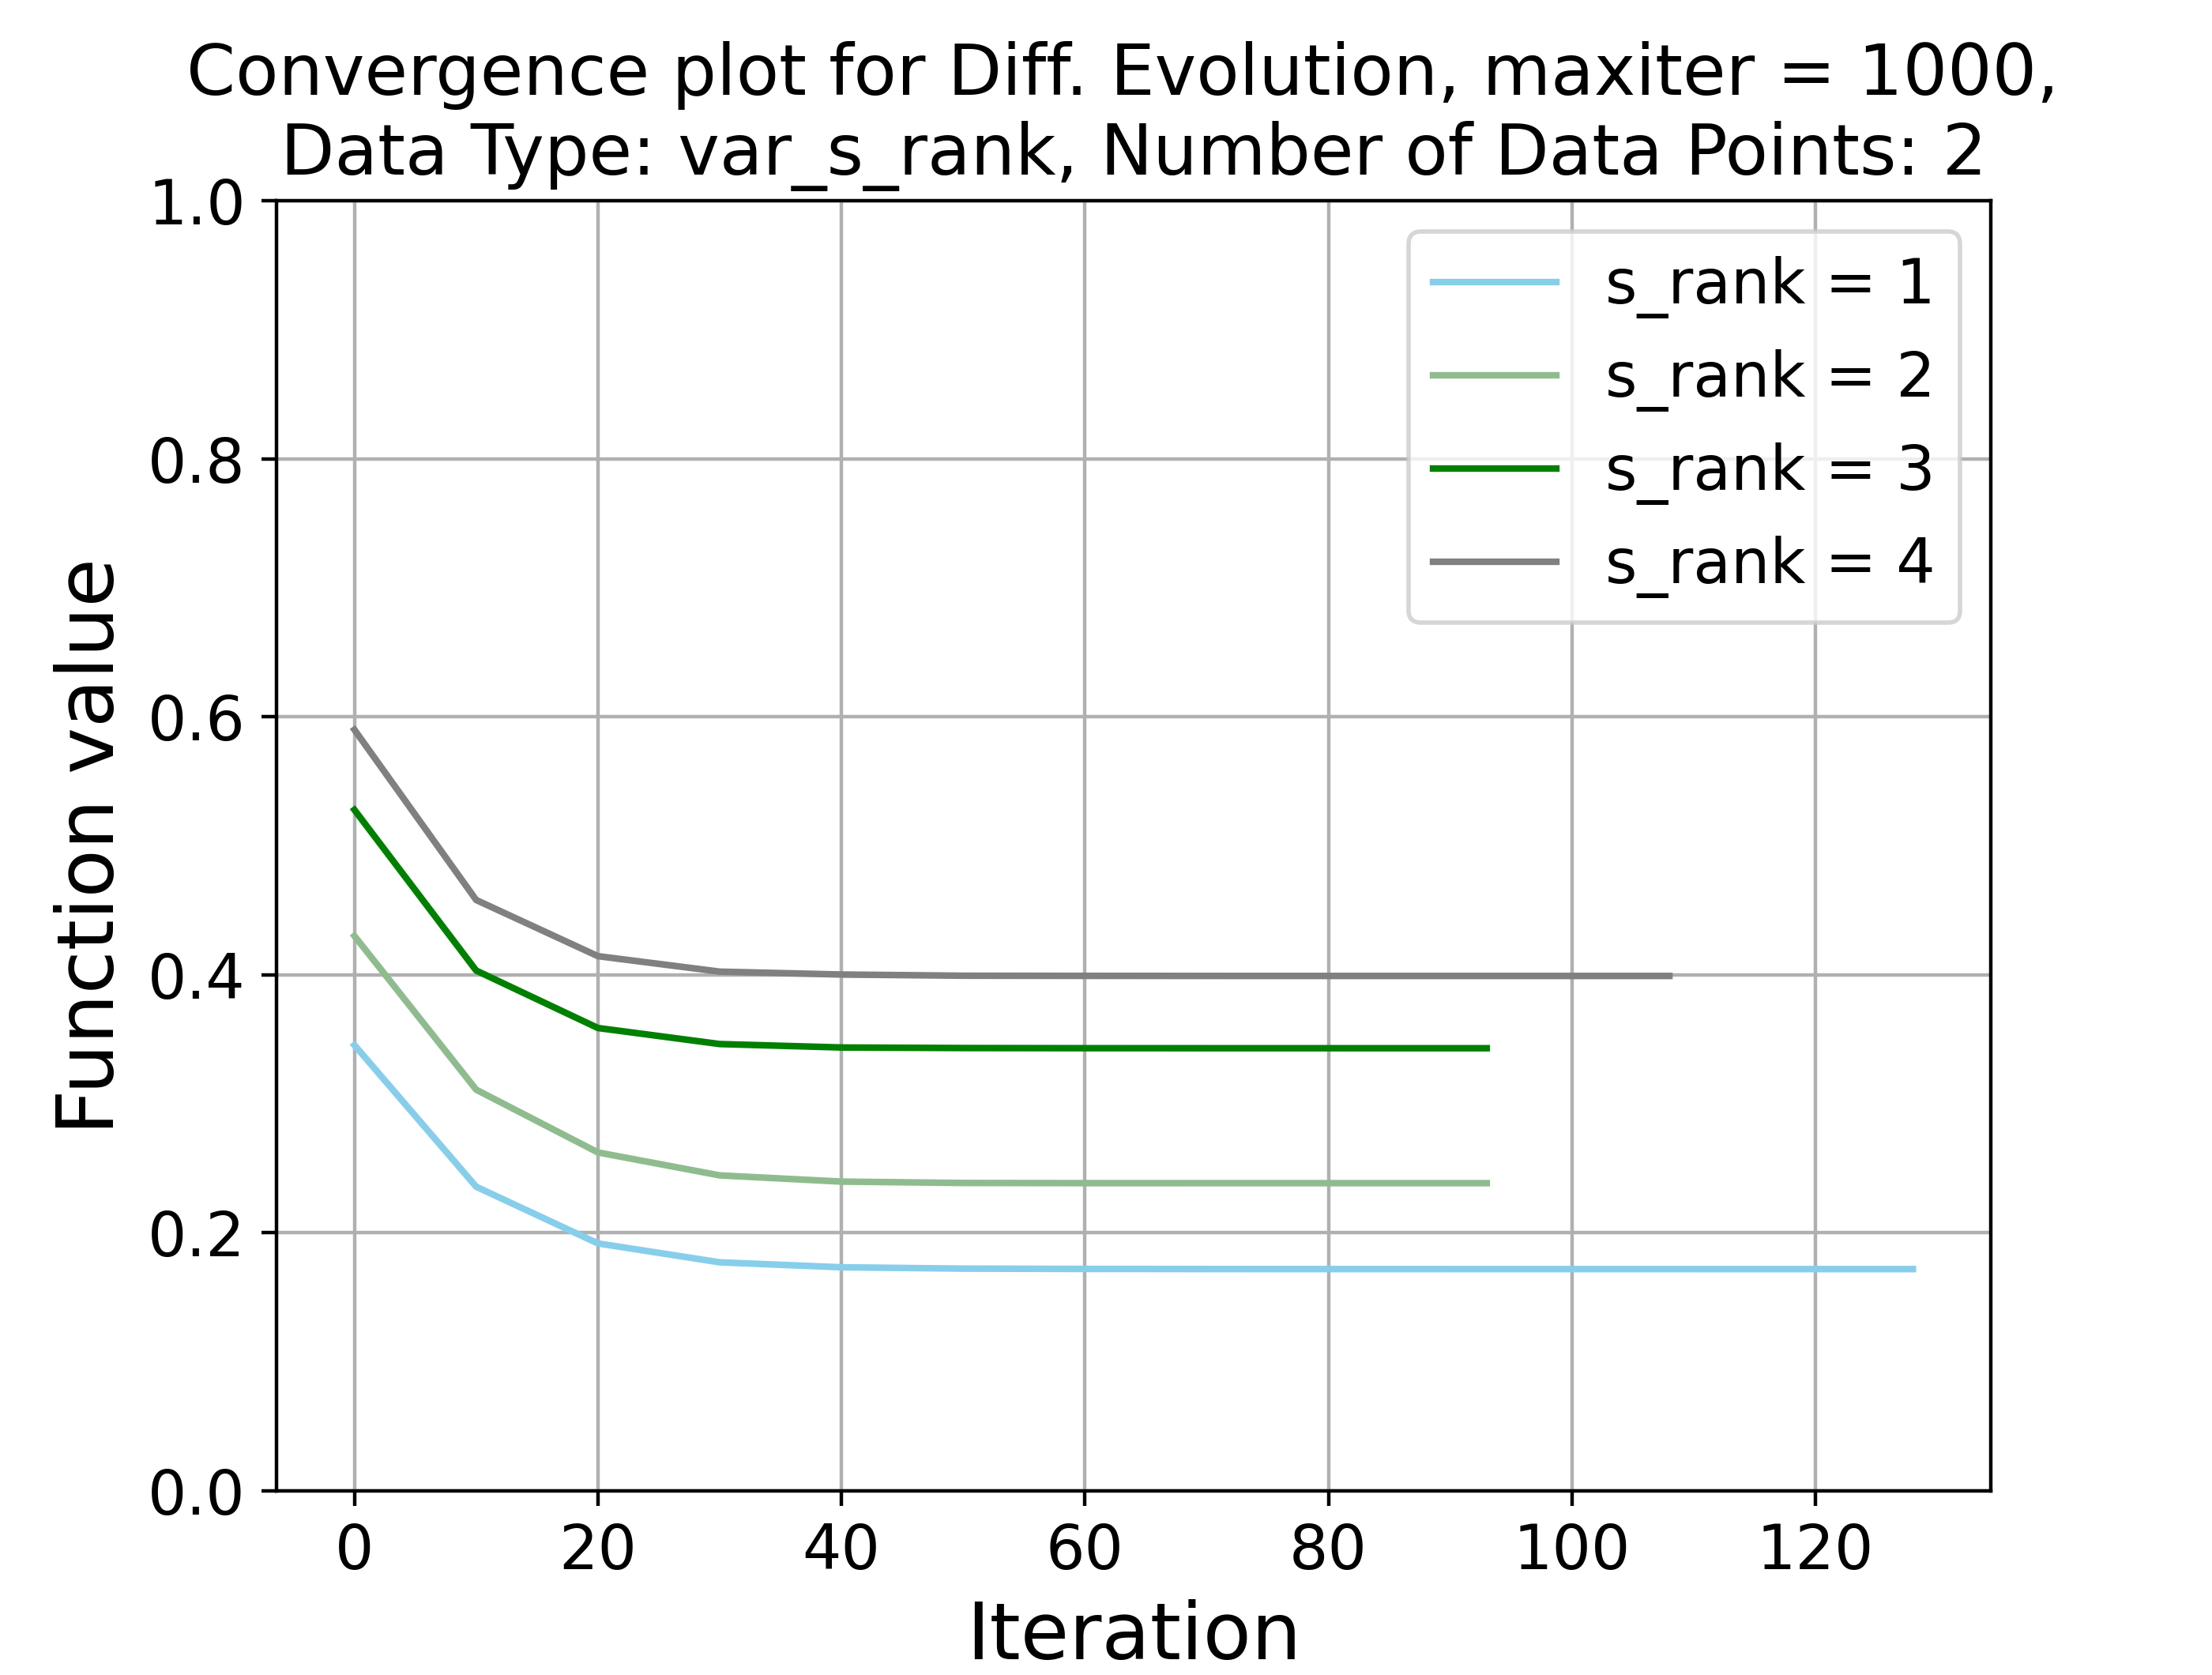 Convergence plot for Diff. Evolution, maxiter = 1000,
Data Type: var_s_rank, Number of Data Points: 2
1.0
0.8
0.6
0.4
0.2
0.0
Function value
s_rank = 1
s_rank = 2
s_rank = 3
s_rank = 4
0 20 40 60 80 100 120
Iteration